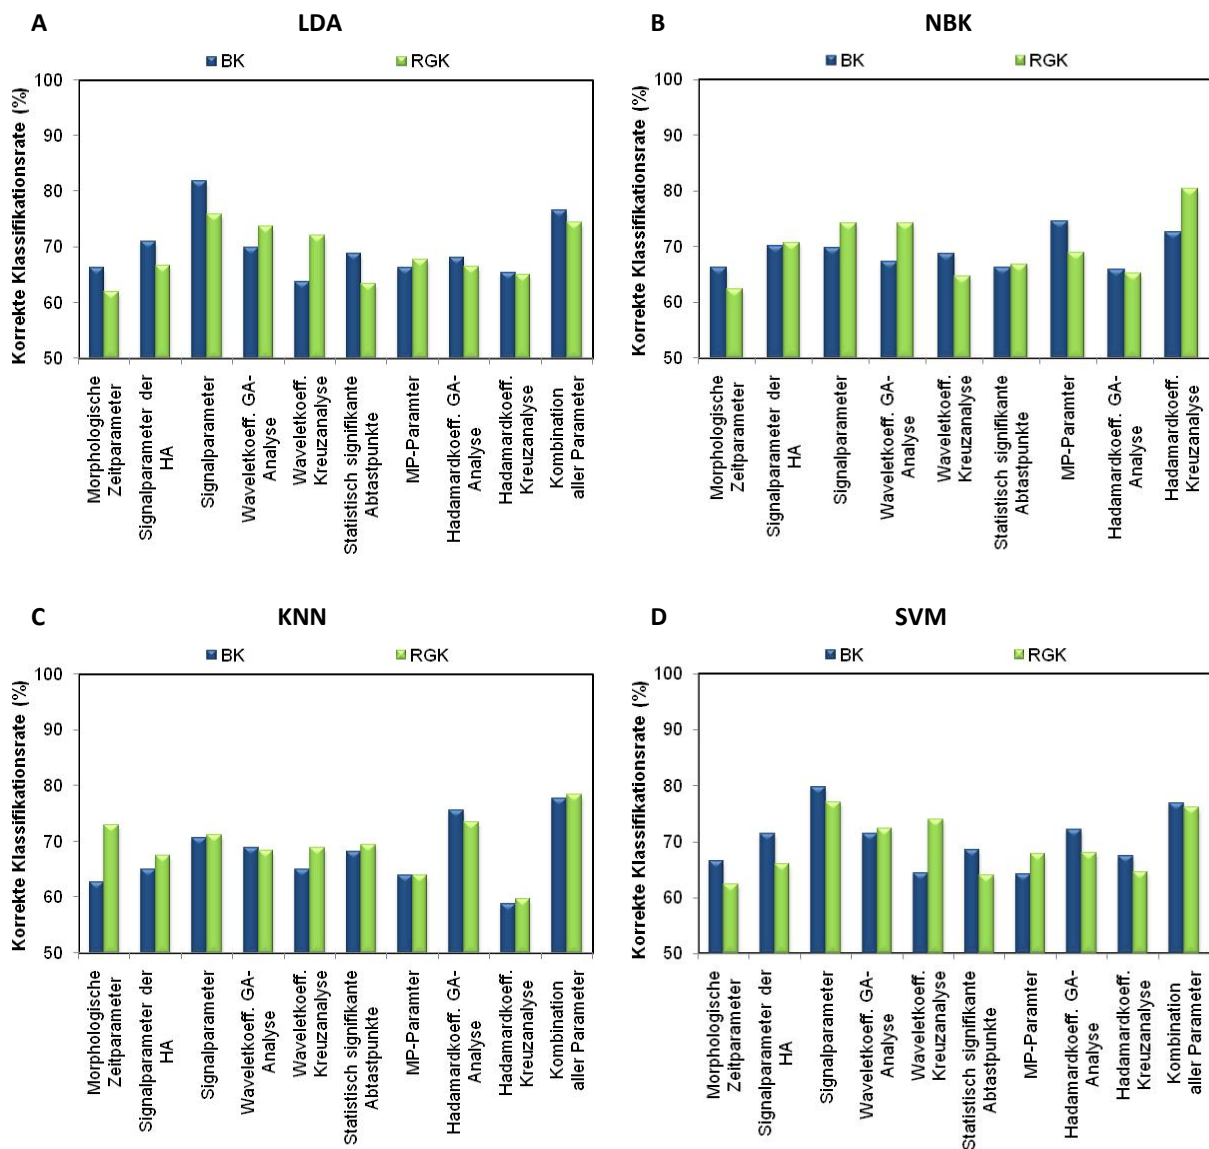 A
LDA
BK
RGK
Korrekte Klassifikationsrate (%)
100
90
80
70
60
50
Morphologische
Zeitparameter
Signalparameter der
HA
Signalparameter
Waveletkoeff. GA-
Analyse
Waveletkoeff.
Kreuzanalyse
Statistisch signifikante
Abtastpunkte
MP-Paramter
Hadamardkoeff. GA-
Analyse
Hadamardkoeff.
Kreuzanalyse
Kombination
aller Parameter
B
NBK
BK
RGK
Korrekte Klassifikationsrate (%)
100
90
80
70
60
50
Morphologische
Zeitparameter
Signalparameter der
HA
Signalparameter
Waveletkoeff. GA-
Analyse
Waveletkoeff.
Kreuzanalyse
Statistisch signifikante
Abtastpunkte
MP-Paramter
Hadamardkoeff. GA-
Analyse
Hadamardkoeff.
Kreuzanalyse
C
KNN
BK
RGK
Korrekte Klassifikationsrate (%)
100
90
80
70
60
50
Morphologische
Zeitparameter
Signalparameter der
HA
Signalparameter
Waveletkoeff. GA-
Analyse
Waveletkoeff.
Kreuzanalyse
Statistisch signifikante
Abtastpunkte
MP-Paramter
Hadamardkoeff. GA-
Analyse
Hadamardkoeff.
Kreuzanalyse
Kombination
aller Parameter
D
SVM
BK
RGK
Korrekte Klassifikationsrate (%)
100
90
80
70
60
50
Morphologische
Zeitparameter
Signalparameter der
HA
Signalparameter
Waveletkoeff. GA-
Analyse
Waveletkoeff.
Kreuzanalyse
Statistisch signifikante
Abtastpunkte
MP-Paramter
Hadamardkoeff. GA-
Analyse
Hadamardkoeff.
Kreuzanalyse
Kombination
aller Parameter